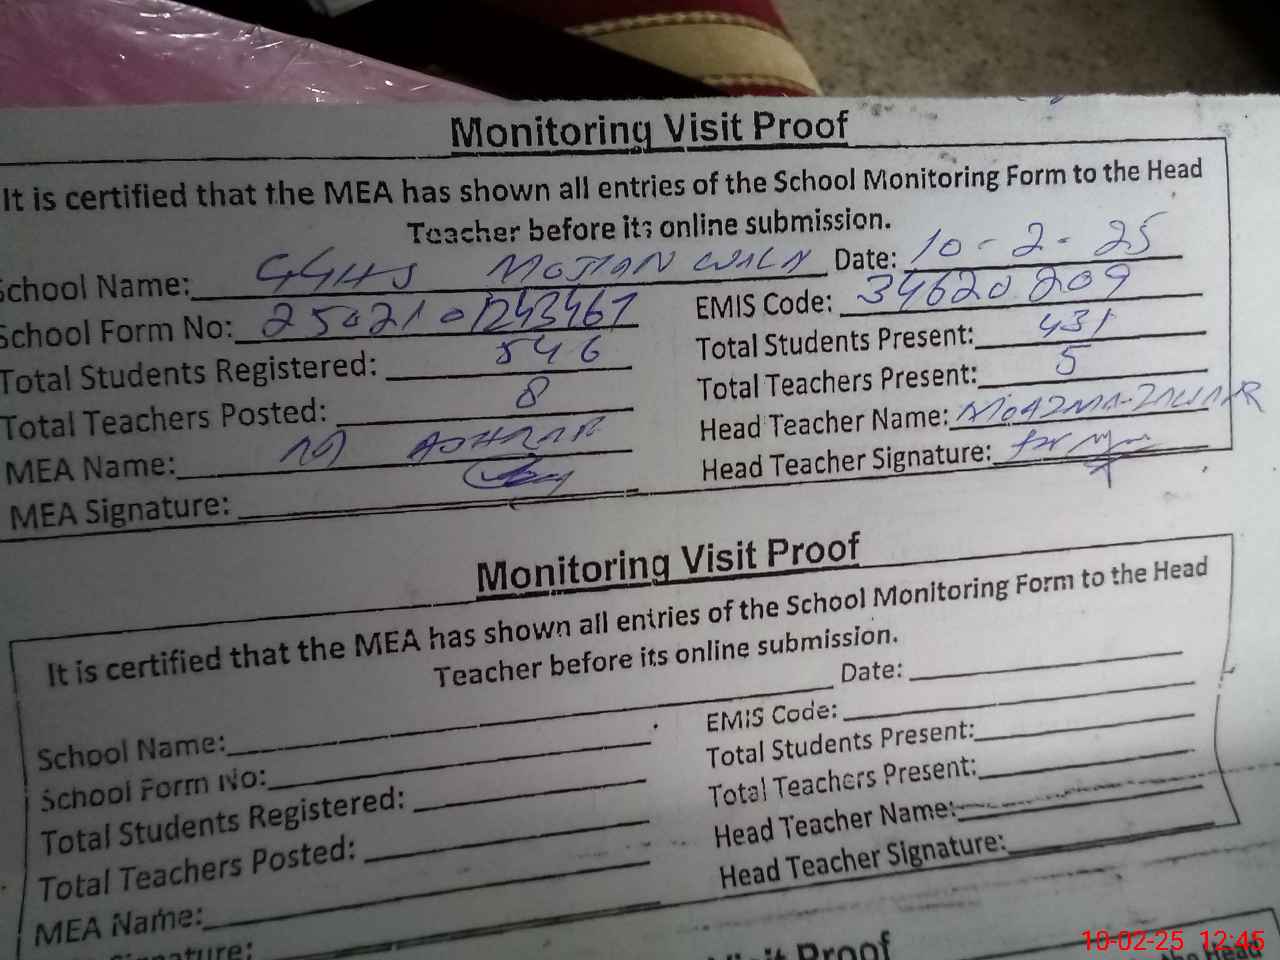 Monitoring Visit Proof
It is certified that the MEA has shown all entries of the School Monitoring Form to the Head
Teacher before its online submission.
School Name: GGHS MOJIAN WALA Date: 10-2-25
School Form No: EMIS Code: 34620209
Total Students Registered: 546 Total Students Present: 431
Total Teachers Posted: 8 Total Teachers Present: 5
MEA Name: M Head Teacher Name:
MEA Signature: Head Teacher Signature:
Monitoring Visit Proof
It is certified that the MEA has shown all entries of the School Monitoring Form to the Head
Teacher before its online submission.
School Name: Date:
School Form No: EMIS Code:
Total Students Registered: Total Students Present:
Total Teachers Posted: Total Teachers Present:
MEA Name: Head Teacher Name:
Signature: Head Teacher Signature:
Visit Proof
the Head
10-02-25 12:45